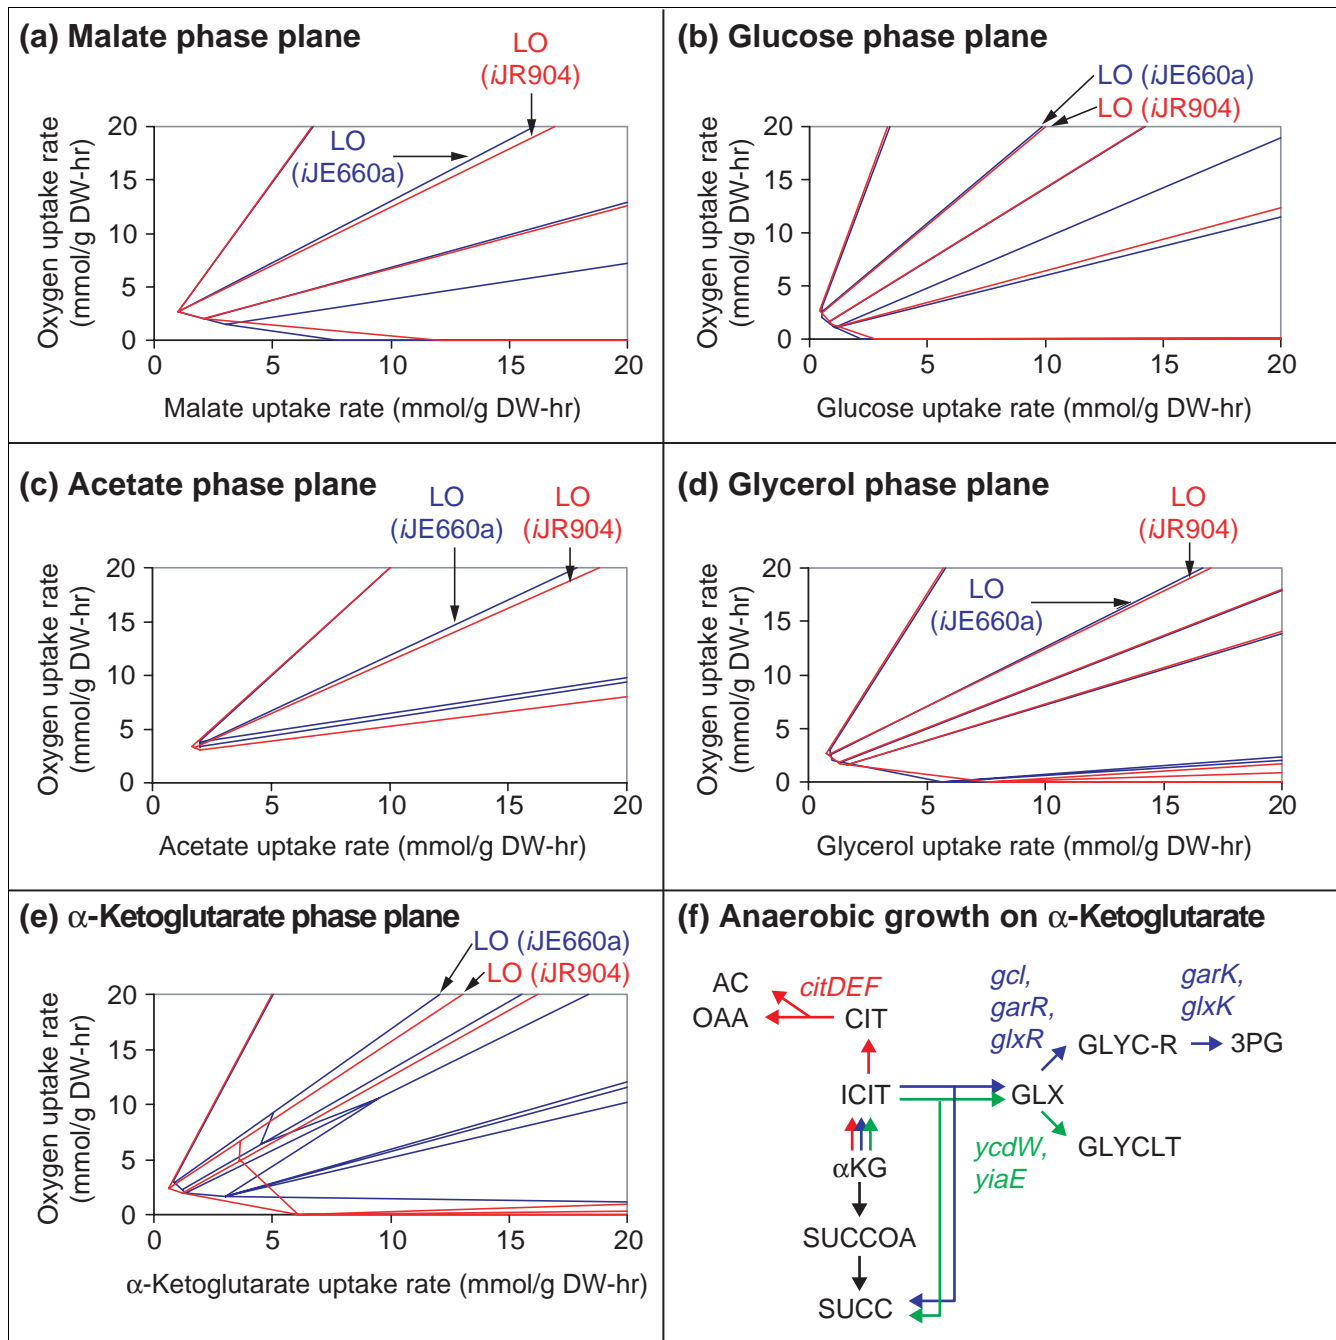 (a) Malate phase plane
LO
(iJR904)
LO
(iJE660a)
Oxygen uptake rate
(mmol/g DW-hr)
20
15
10
5
0
0 5 10 15 20
Malate uptake rate (mmol/g DW-hr)
(b) Glucose phase plane
LO (iJE660a)
LO (iJR904)
Oxygen uptake rate
(mmol/g DW-hr)
20
15
10
5
0
0 5 10 15 20
Glucose uptake rate (mmol/g DW-hr)
(c) Acetate phase plane
LO
(iJE660a)
LO
(iJR904)
Oxygen uptake rate
(mmol/g DW-hr)
20
15
10
5
0
0 5 10 15 20
Acetate uptake rate (mmol/g DW-hr)
(d) Glycerol phase plane
LO
(iJR904)
LO
(iJE660a)
Oxygen uptake rate
(mmol/g DW-hr)
20
15
10
5
0
0 5 10 15 20
Glycerol uptake rate (mmol/g DW-hr)
(e) α-Ketoglutarate phase plane
LO (iJE660a)
LO (iJR904)
Oxygen uptake rate
(mmol/g DW-hr)
20
15
10
5
0
0 5 10 15 20
α-Ketoglutarate uptake rate (mmol/g DW-hr)
(f) Anaerobic growth on α-Ketoglutarate
AC
OAA
citDEF
CIT
gcl,
garR,
glxR
garK,
glxK
GLYC-R
3PG
ICIT
GLX
ycdW,
yiaE
GLYCLT
αKG
SUCCOA
SUCC